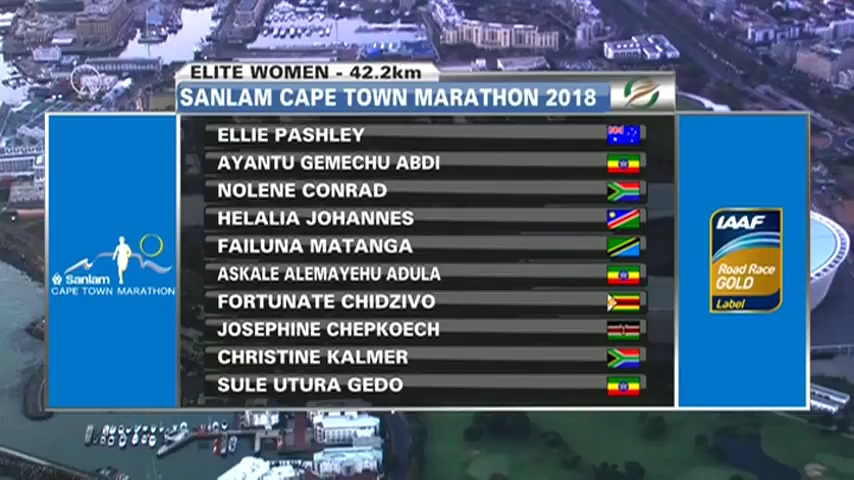 ELITE WOMEN - 42.2km
SANLAM CAPE TOWN MARATHON 2018
ELLIE PASHLEY
AYANTU GEMECHU ABDI
NOLENE CONRAD
HELALIA JOHANNES
FAILUNA MATANGA
ASKALE ALEMAYEHU ADULA
FORTUNATE CHIDZIVO
JOSEPHINE CHEPKOECH
CHRISTINE KALMER
SULE UTURA GEDO
Sanlam
CAPE TOWN MARATHON
IAAF
Road Race
GOLD
Label